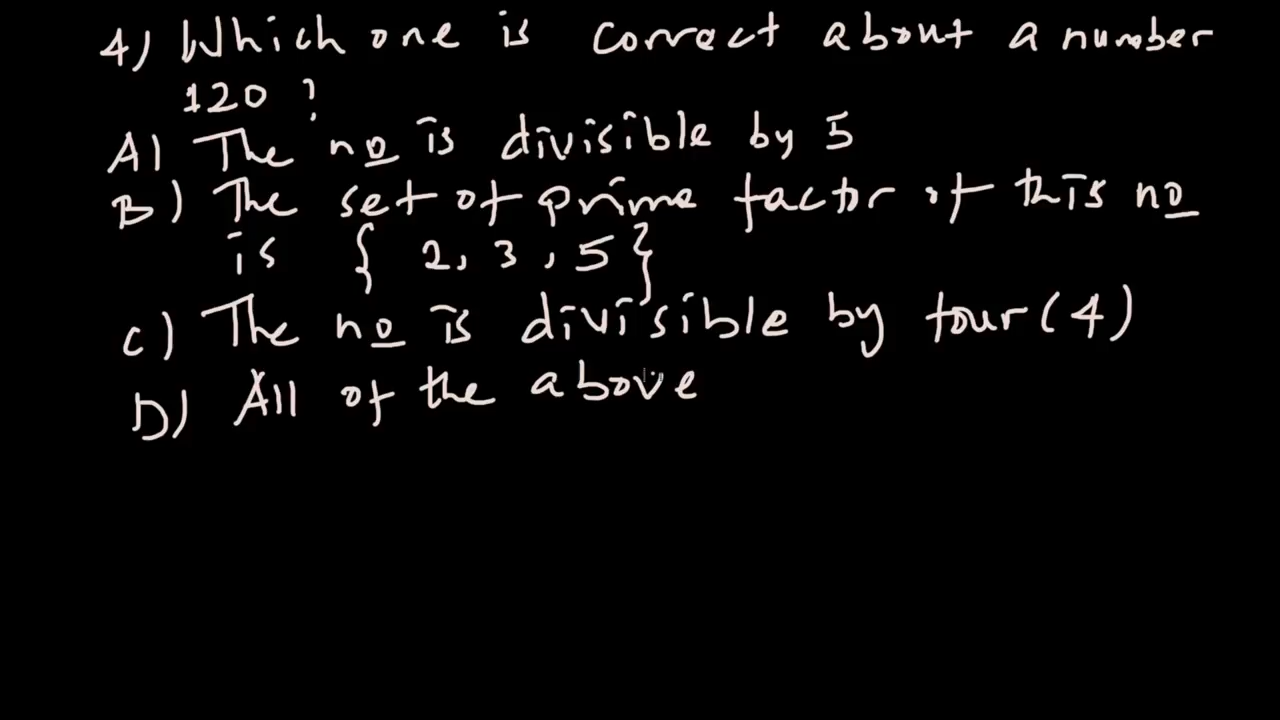 4) Which one is correct about a number
120 ?
A) The no is divisible by 5
B) The set of prime factor of this no
is { 2, 3, 5}
C) The no is divisible by four (4)
D) All of the above